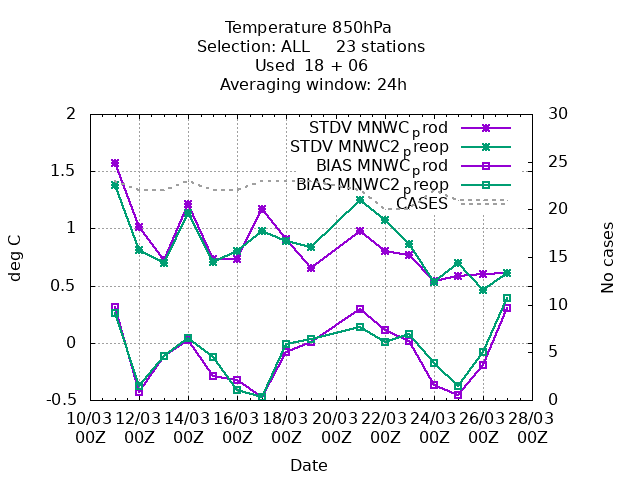 Temperature 850hPa
Selection: ALL     23 stations
Used  18 + 06
Averaging window: 24h
STDV MNWC_prod
STDV MNWC2_preop
BIAS MNWC_prod
BIAS MNWC2_preop
CASES
2
1.5
1
0.5
0
-0.5
deg C
30
25
20
15
10
5
0
No cases
10/03 12/03 14/03 16/03 18/03 20/03 22/03 24/03 26/03 28/03
00Z 00Z 00Z 00Z 00Z 00Z 00Z 00Z 00Z 00Z
Date